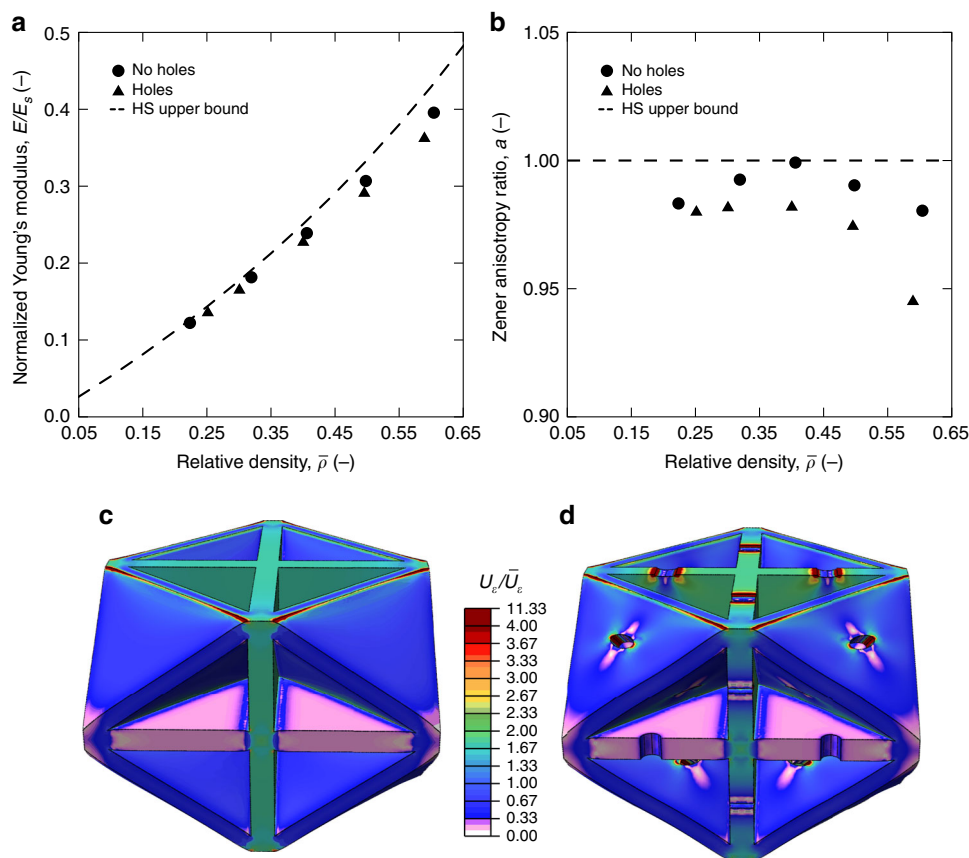 a
0.5
0.4
0.3
0.2
0.1
0.0
Normalized Young's modulus, E/Es (–)
No holes
Holes
HS upper bound
0.05 0.15 0.25 0.35 0.45 0.55 0.65
Relative density, ρ̅ (–)
b
1.05
1.00
0.95
0.90
Zener anisotropy ratio, a (–)
No holes
Holes
HS upper bound
0.05 0.15 0.25 0.35 0.45 0.55 0.65
Relative density, ρ̅ (–)
c
Uε/U̅ε
11.33
4.00
3.67
3.33
3.00
2.67
2.33
2.00
1.67
1.33
1.00
0.67
0.33
0.00
d